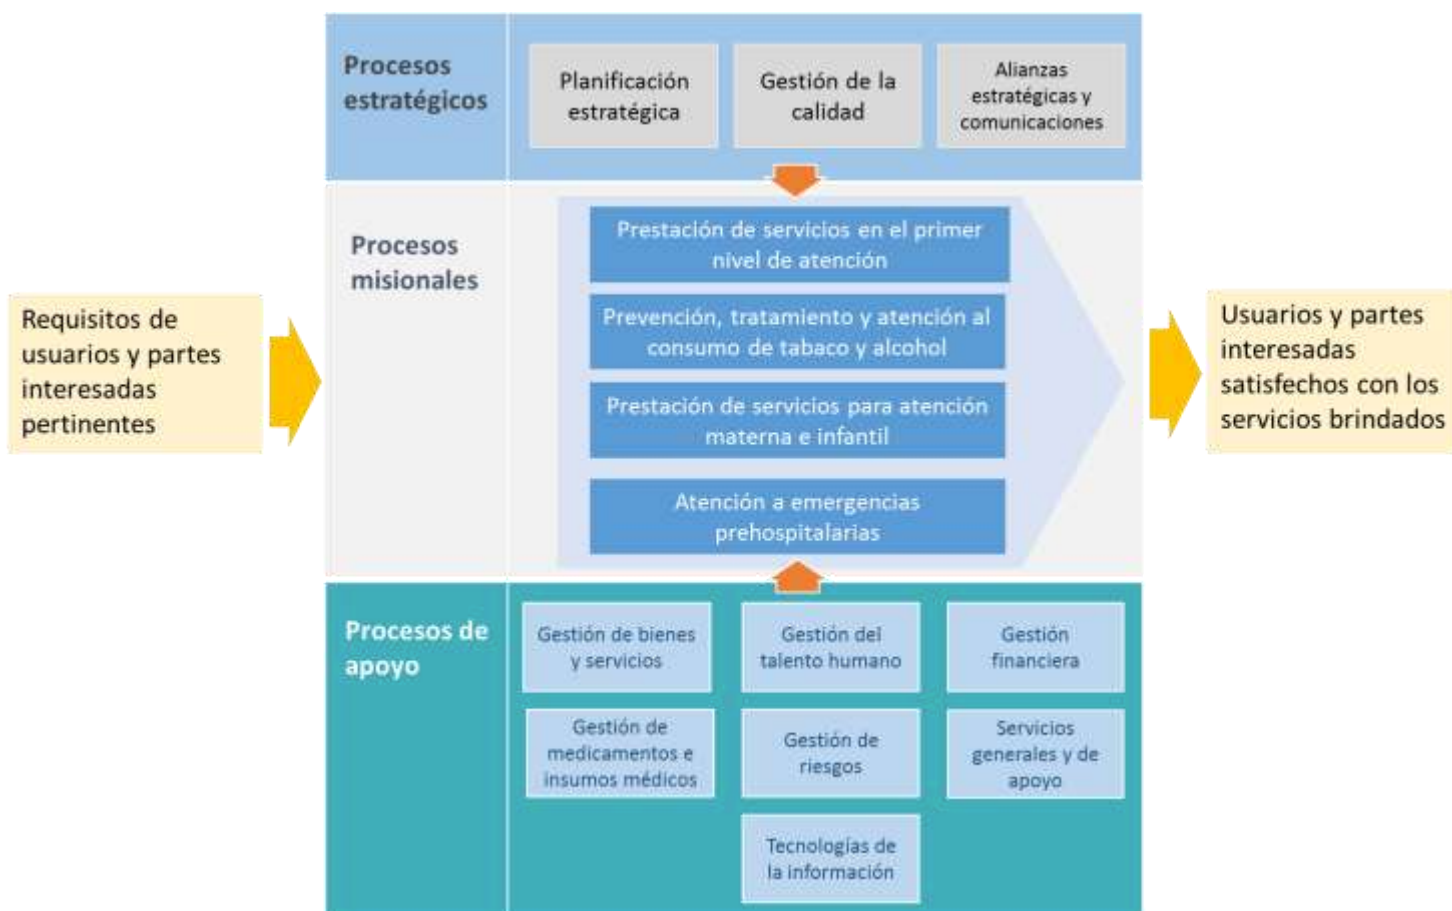 Procesos
estratégicos
Planificación
estratégica
Gestión de la
calidad
Alianzas
estratégicas y
comunicaciones
Requisitos de
usuarios y partes
interesadas
pertinentes
Procesos
misionales
Prestación de servicios en el primer
nivel de atención
Prevención, tratamiento y atención al
consumo de tabaco y alcohol
Prestación de servicios para atención
materna e infantil
Atención a emergencias
prehospitalarias
Usuarios y partes
interesadas
satisfechos con los
servicios brindados
Procesos de
apoyo
Gestión de bienes
y servicios
Gestión del
talento humano
Gestión
financiera
Gestión de
medicamentos e
insumos médicos
Gestión de
riesgos
Servicios
generales y de
apoyo
Tecnologías de
la información